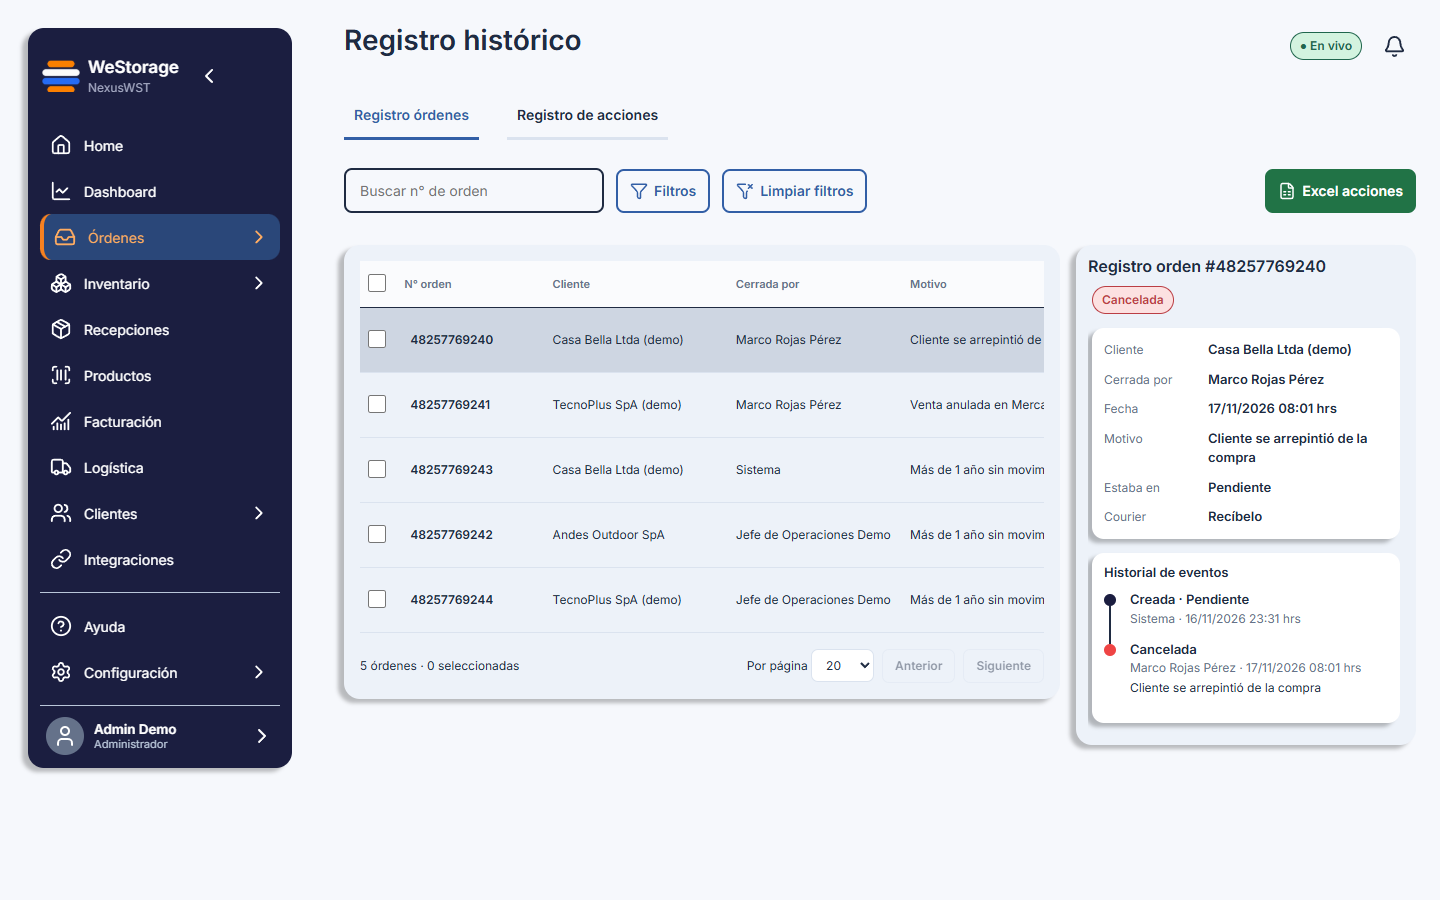 WeStorage
NexusWST
Home
Dashboard
Órdenes
Inventario
Recepciones
Productos
Facturación
Logística
Clientes
Integraciones
Ayuda
Configuración
Admin Demo
Administrador
Registro histórico
En vivo
Registro órdenes
Registro de acciones
Buscar n° de orden
Filtros
Limpiar filtros
Excel acciones
N° orden Cliente Cerrada por Motivo
48257769240 Casa Bella Ltda (demo) Marco Rojas Pérez Cliente se arrepintió de
48257769241 TecnoPlus SpA (demo) Marco Rojas Pérez Venta anulada en Merca
48257769243 Casa Bella Ltda (demo) Sistema Más de 1 año sin movim
48257769242 Andes Outdoor SpA Jefe de Operaciones Demo Más de 1 año sin movim
48257769244 TecnoPlus SpA (demo) Jefe de Operaciones Demo Más de 1 año sin movim
5 órdenes · 0 seleccionadas Por página 20 Anterior Siguiente
Registro orden #48257769240
Cancelada
Cliente Casa Bella Ltda (demo)
Cerrada por Marco Rojas Pérez
Fecha 17/11/2026 08:01 hrs
Motivo Cliente se arrepintió de la
compra
Estaba en Pendiente
Courier Recíbelo
Historial de eventos
Creada · Pendiente
Sistema · 16/11/2026 23:31 hrs
Cancelada
Marco Rojas Pérez · 17/11/2026 08:01 hrs
Cliente se arrepintió de la compra